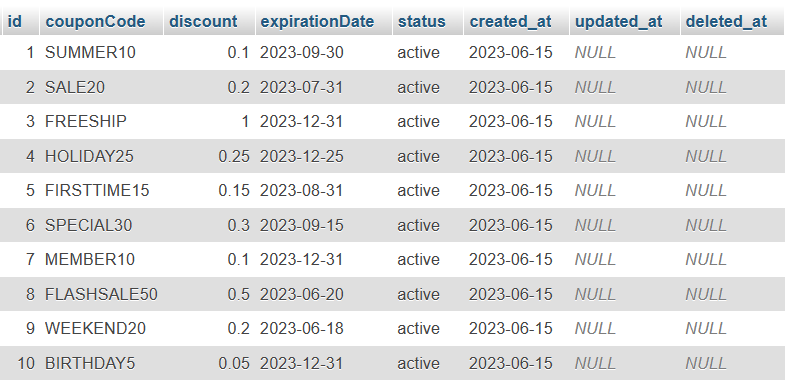 id couponCode discount expirationDate status created_at updated_at deleted_at
1 SUMMER10 0.1 2023-09-30 active 2023-06-15 NULL NULL
2 SALE20 0.2 2023-07-31 active 2023-06-15 NULL NULL
3 FREESHIP 1 2023-12-31 active 2023-06-15 NULL NULL
4 HOLIDAY25 0.25 2023-12-25 active 2023-06-15 NULL NULL
5 FIRSTTIME15 0.15 2023-08-31 active 2023-06-15 NULL NULL
6 SPECIAL30 0.3 2023-09-15 active 2023-06-15 NULL NULL
7 MEMBER10 0.1 2023-12-31 active 2023-06-15 NULL NULL
8 FLASHSALE50 0.5 2023-06-20 active 2023-06-15 NULL NULL
9 WEEKEND20 0.2 2023-06-18 active 2023-06-15 NULL NULL
10 BIRTHDAY5 0.05 2023-12-31 active 2023-06-15 NULL NULL